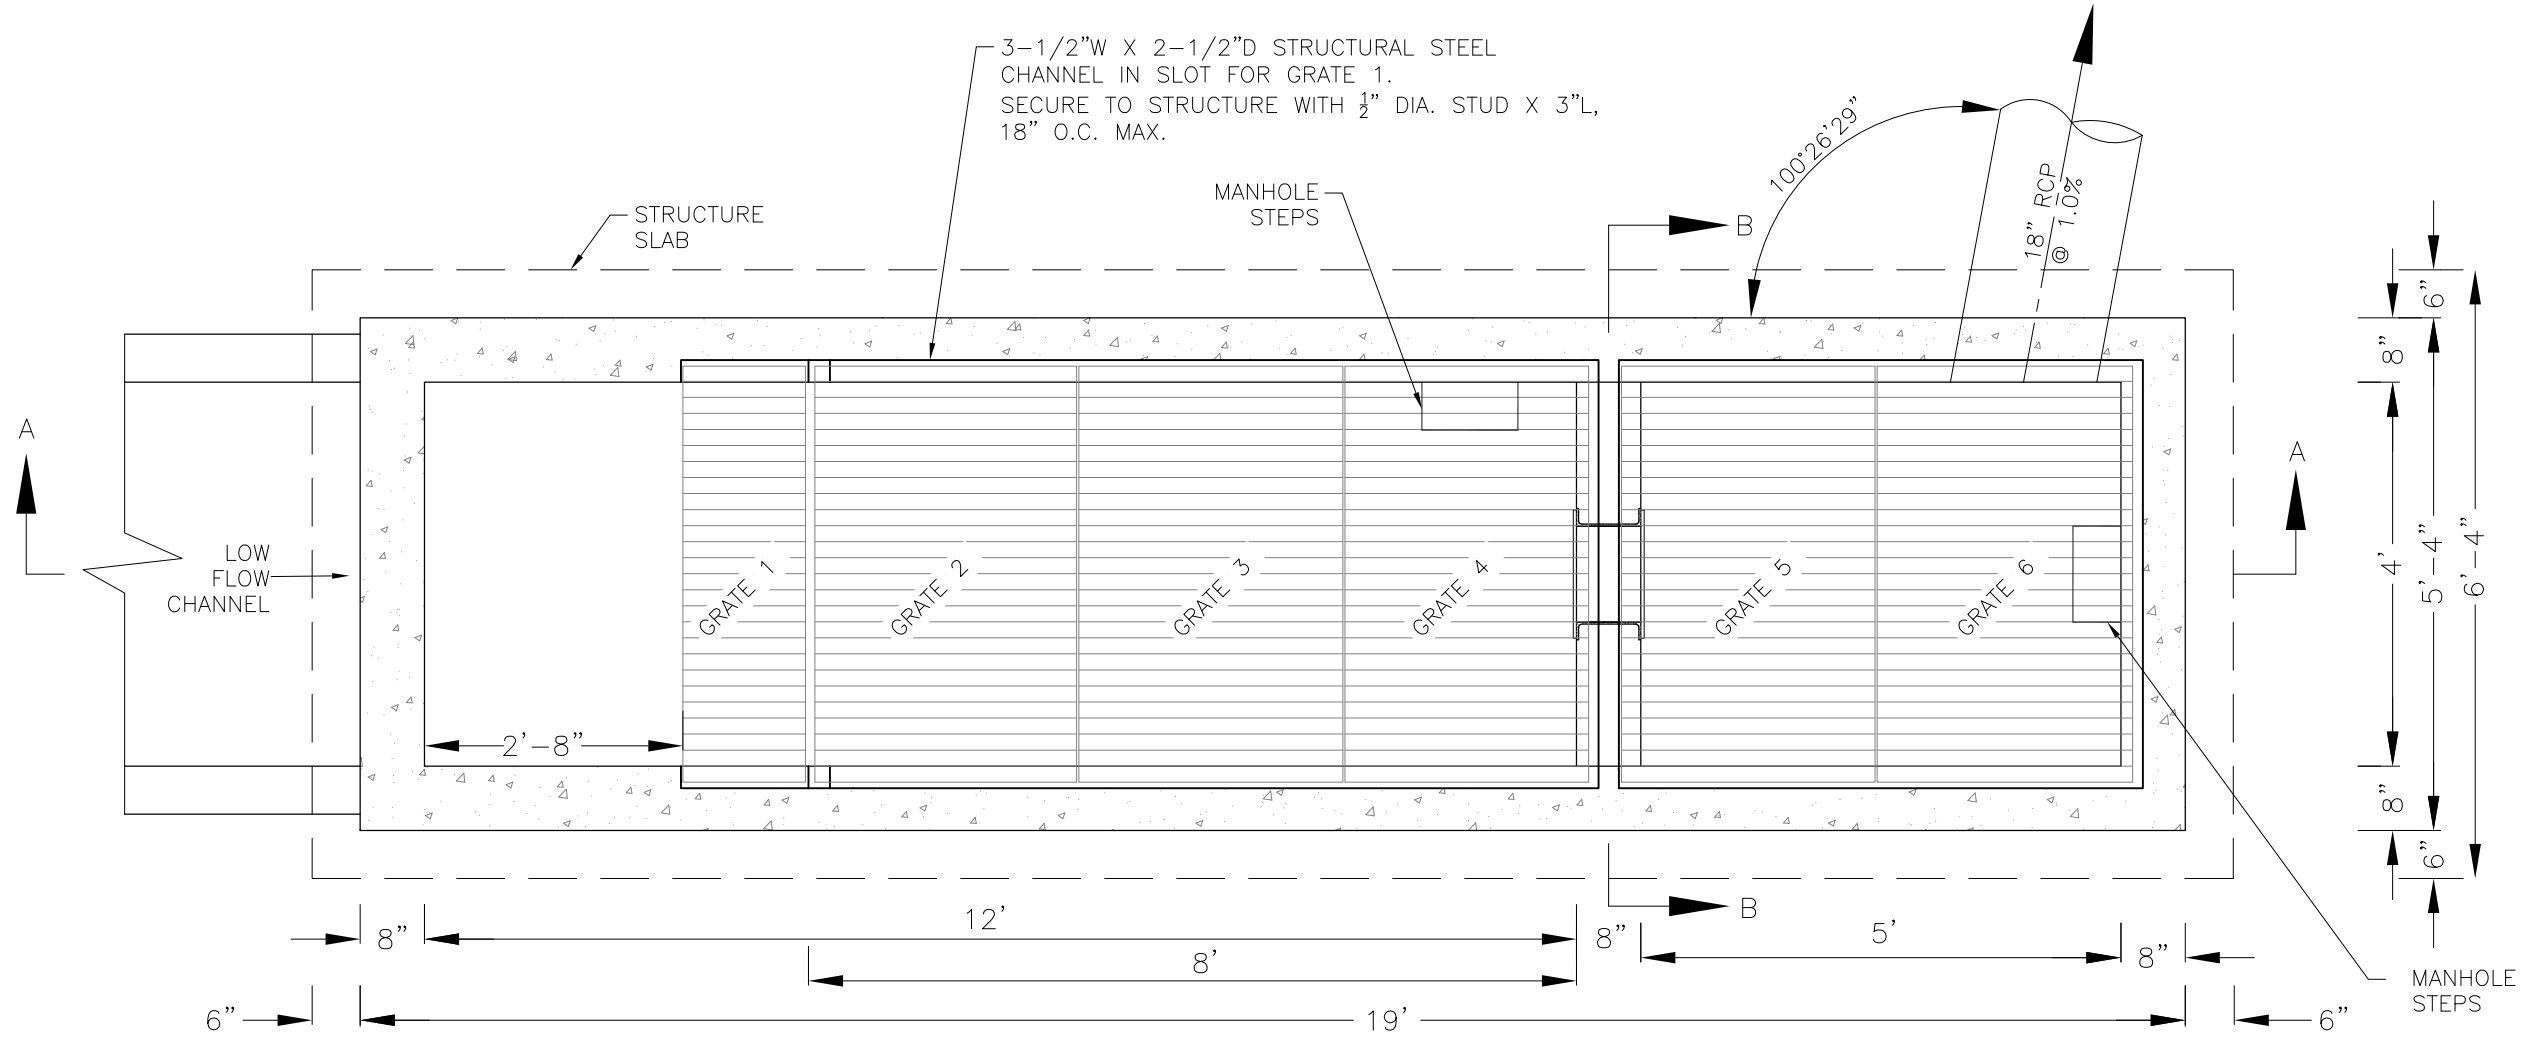 3-1/2"W X 2-1/2"D STRUCTURAL STEEL
CHANNEL IN SLOT FOR GRATE 1.
SECURE TO STRUCTURE WITH ½" DIA. STUD X 3"L,
18" O.C. MAX.
STRUCTURE
SLAB
MANHOLE
STEPS
100°26'29"
18" RCP
@ 1.0%
B
A
A
LOW
FLOW
CHANNEL
GRATE 1
GRATE 2
GRATE 3
GRATE 4
GRATE 5
GRATE 6
2'-8"
6"
8"
4'
5'-4"
6'-4"
8"
6"
B
12'
8"
8"
5'
8"
8'
MANHOLE
STEPS
6"
19'
6"